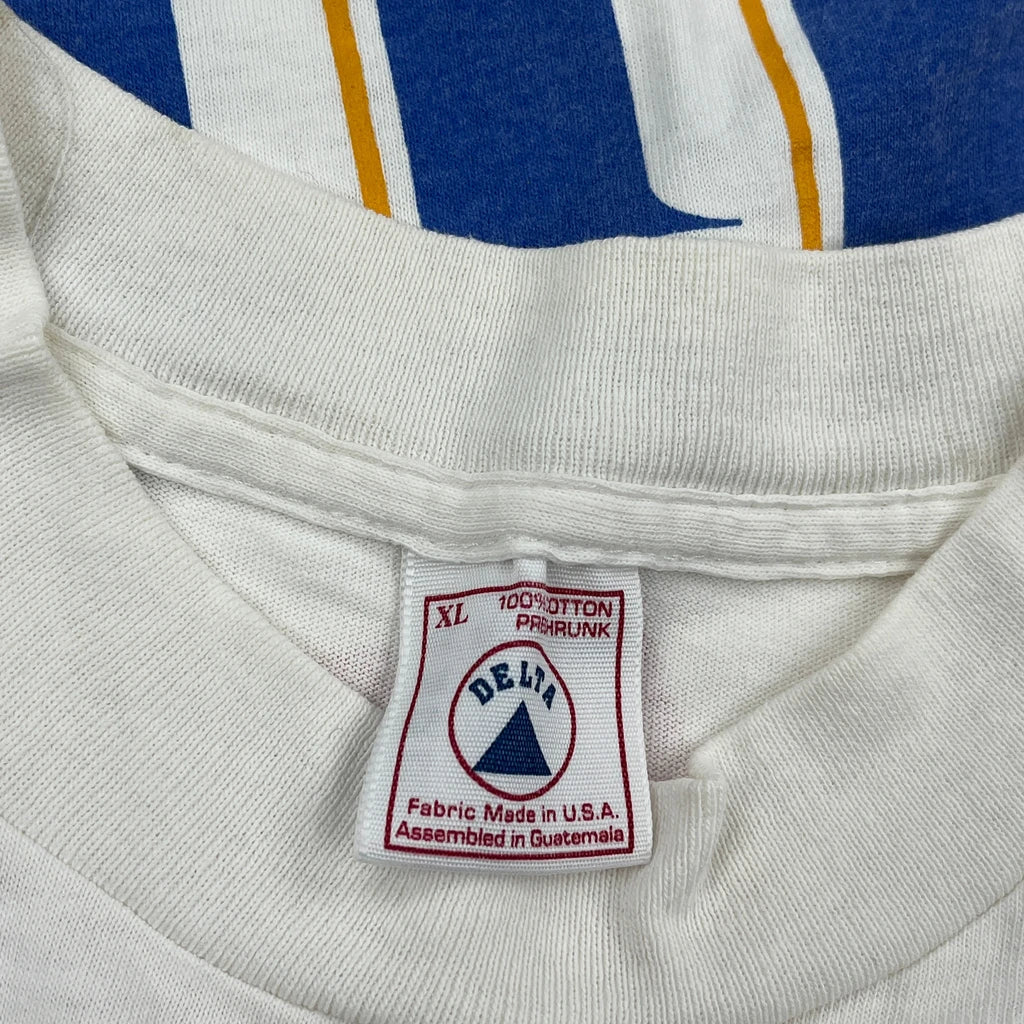 XL
100% COTTON
PRESHRUNK
DELTA
Fabric Made in U.S.A.
Assembled in Guatemala